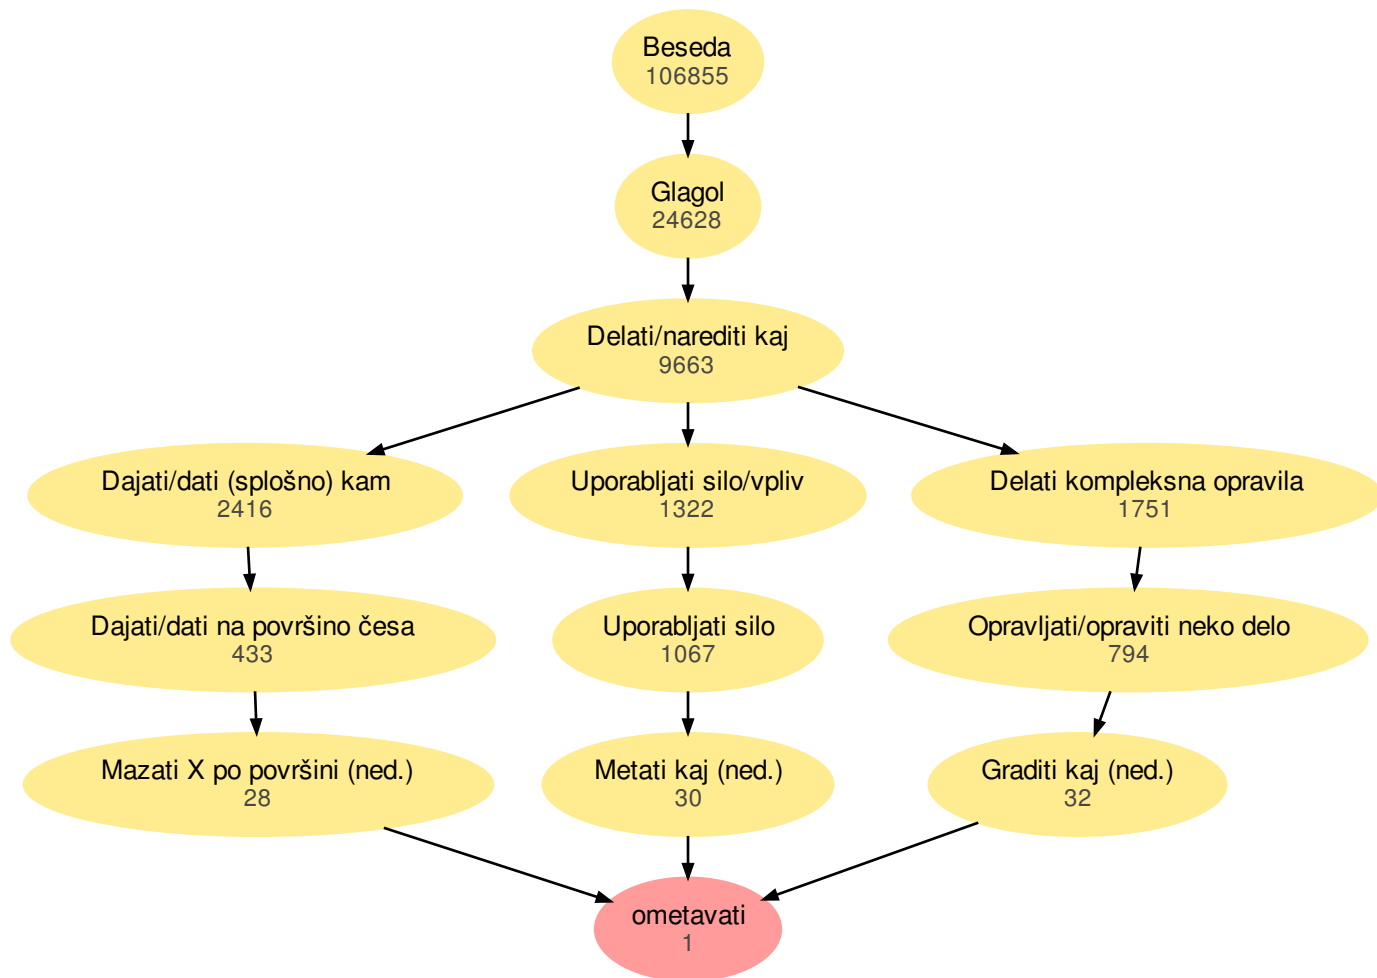 Beseda
106855
Glagol
24628
Delati/narediti kaj
9663
Dajati/dati (splošno) kam
2416
Uporabljati silo/vpliv
1322
Delati kompleksna opravila
1751
Dajati/dati na površino česa
433
Uporabljati silo
1067
Opravljati/opraviti neko delo
794
Mazati X po površini (ned.)
28
Metati kaj (ned.)
30
Graditi kaj (ned.)
32
ometavati
1